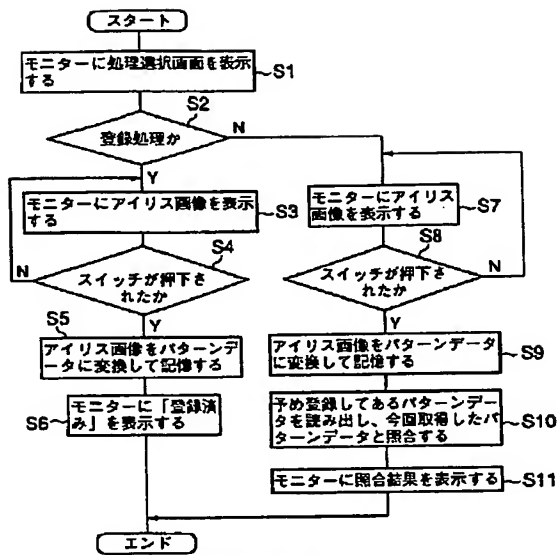 スタート
モニターに処理選択画面を表示
する
S1
S2
登録処理か
N
Y
モニターにアイリス画像を表示
する
S3
S4
スイッチが押下さ
れたか
N
Y
S5
アイリス画像をパターンデ
ータに変換して記憶する
S6
モニターに「登録済
み」を表示する
モニターにアイリス
画像を表示する
S7
S8
スイッチが押下さ
れたか
N
Y
アイリス画像をパターンデータ
に変換して記憶する
S9
予め登録してあるパターンデータ
を読み出し、今回取得したパ
ターンデータと照合する
S10
モニターに照合結果を表示する
S11
エンド